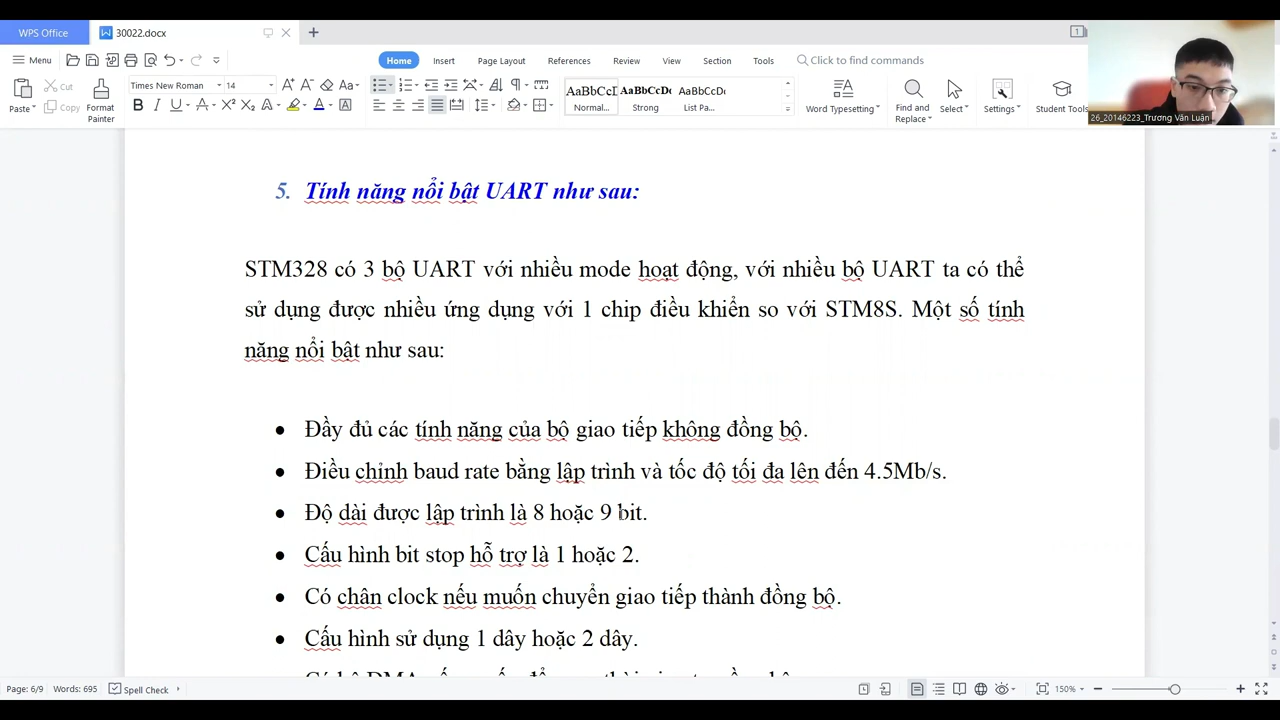 WPS Office
30022.docx
Menu
Home
Insert
Page Layout
References
Review
View
Section
Tools
Click to find commands
Paste
Cut
Copy
Format Painter
Times New Roman
14
AaBbCcD
Normal...
AaBbCcDc
Strong
AaBbCcDc
List Pa...
Word Typesetting
Find and Replace
Select
Settings
Student Tools
26_20146223_Trương Văn Luận
5. Tính năng nổi bật UART như sau:
STM328 có 3 bộ UART với nhiều mode hoạt động, với nhiều bộ UART ta có thể
sử dụng được nhiều ứng dụng với 1 chip điều khiển so với STM8S. Một số tính
năng nổi bật như sau:
• Đầy đủ các tính năng của bộ giao tiếp không đồng bộ.
• Điều chỉnh baud rate bằng lập trình và tốc độ tối đa lên đến 4.5Mb/s.
• Độ dài được lập trình là 8 hoặc 9 bit.
• Cấu hình bit stop hỗ trợ là 1 hoặc 2.
• Có chân clock nếu muốn chuyển giao tiếp thành đồng bộ.
• Cấu hình sử dụng 1 dây hoặc 2 dây.
Page: 6/9
Words: 695
Spell Check
150%